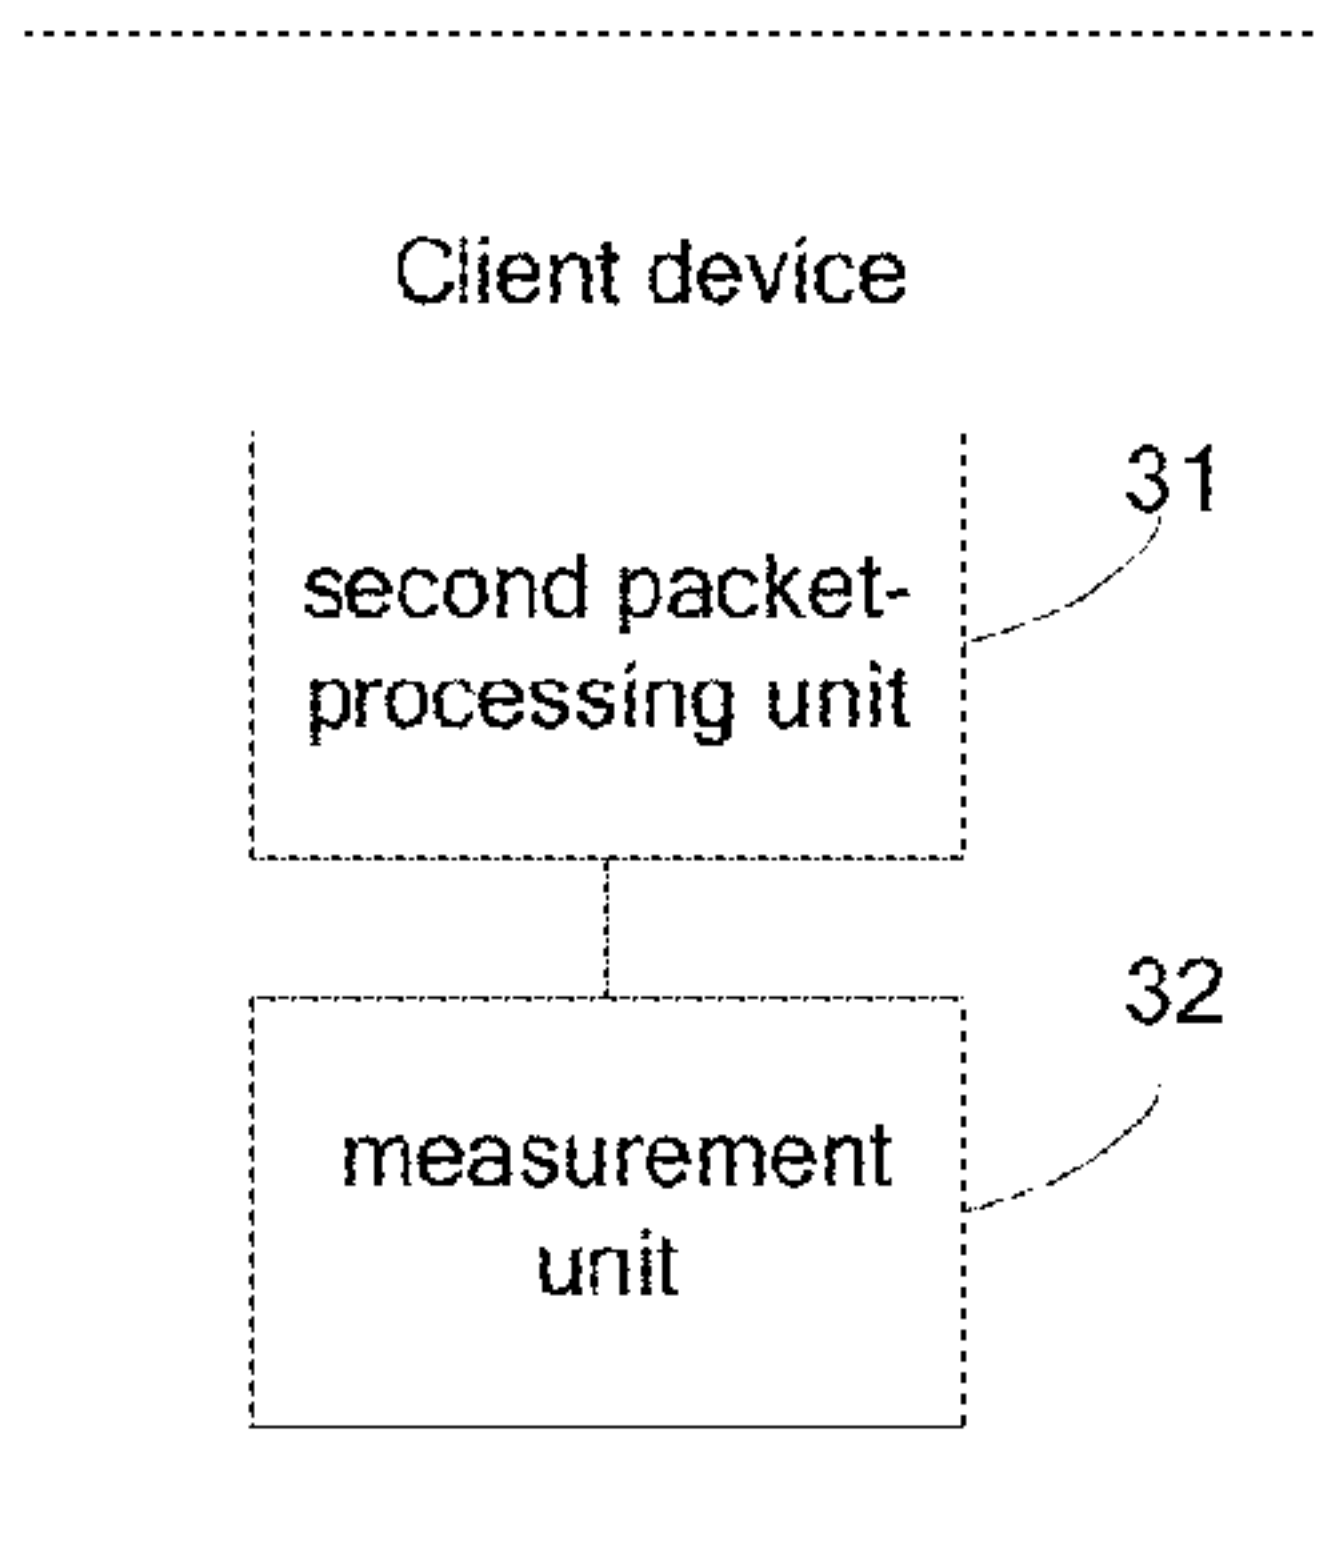 Client device
31
second packet-
processing unit
32
measurement
unit